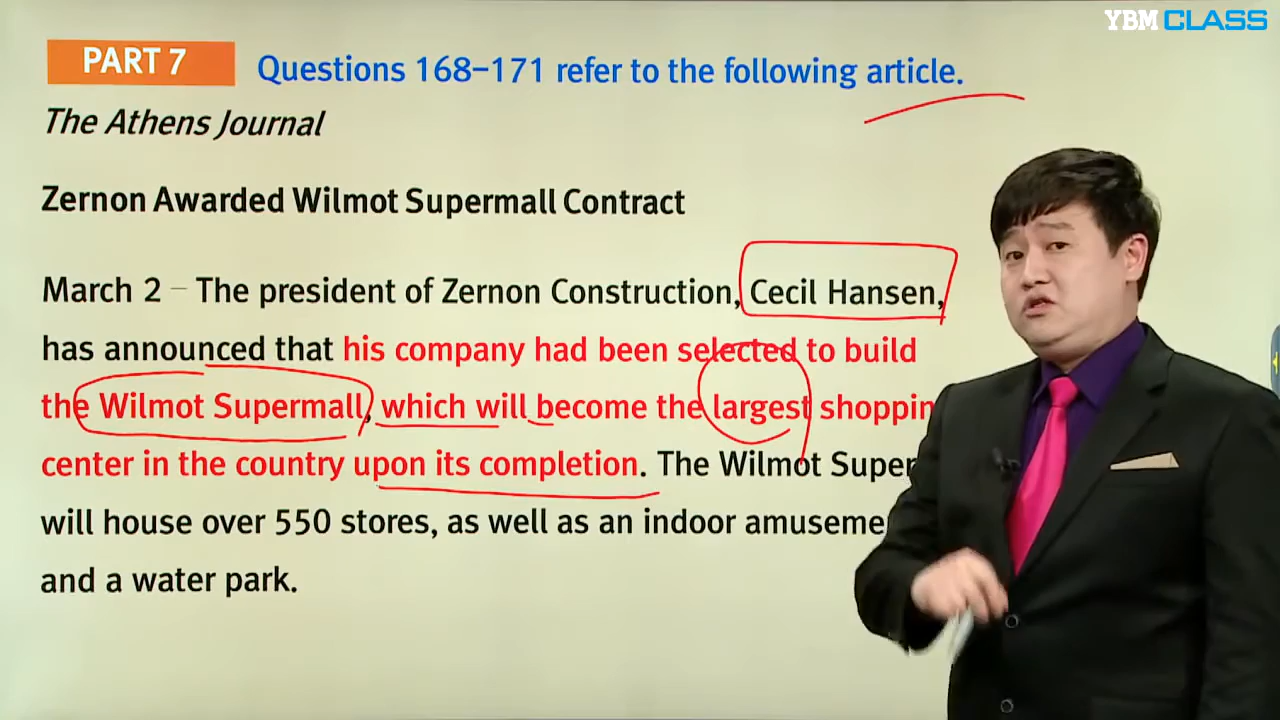 YBM CLASS
PART 7 Questions 168–171 refer to the following article.
The Athens Journal
Zernon Awarded Wilmot Supermall Contract
March 2 – The president of Zernon Construction, Cecil Hansen,
has announced that his company had been selected to build
the Wilmot Supermall, which will become the largest shoppin
center in the country upon its completion. The Wilmot Super
will house over 550 stores, as well as an indoor amuseme
and a water park.